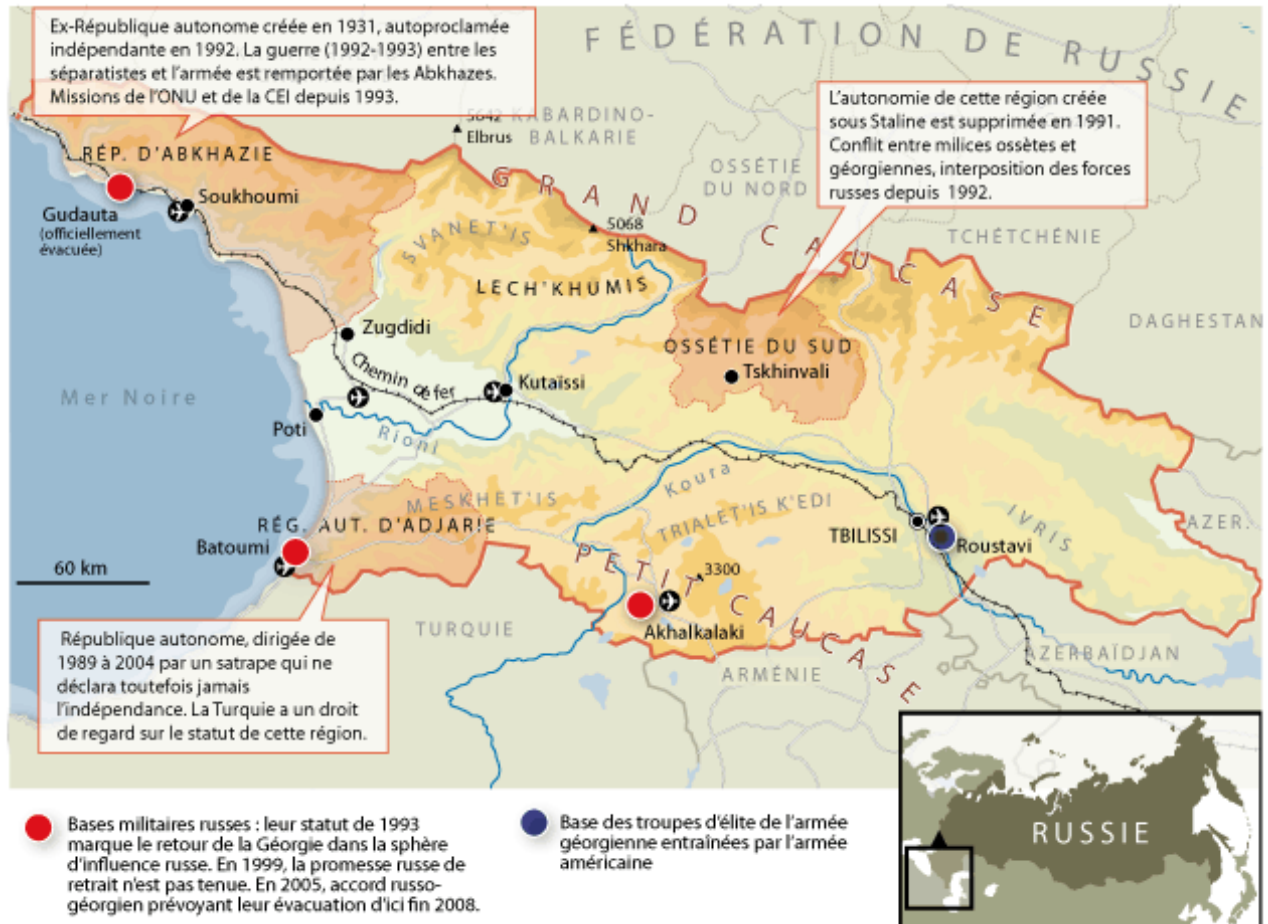 Ex-République autonome créée en 1931, autoproclamée
indépendante en 1992. La guerre (1992-1993) entre les
séparatistes et l'armée est remportée par les Abkhazes.
Missions de l'ONU et de la CEI depuis 1993.
FÉDÉRATION DE RUSSIE
L'autonomie de cette région créée
sous Staline est supprimée en 1991.
Conflit entre milices ossètes et
géorgiennes, interposition des forces
russes depuis 1992.
5642
Elbrus
KABARDINO-
BALKARIE
OSSÉTIE
DU NORD
TCHÉTCHÉNIE
DAGHESTAN
RÉP. D'ABKHAZIE
Gudauta
(officiellement
évacuée)
Soukhoumi
GRAND CAUCASE
SVANET'IS
5068
Shkhara
LECH'KHUMIS
Zugdidi
OSSÉTIE DU SUD
Tskhinvali
Mer Noire
Chemin de fer
Kutaïssi
Poti
Rioni
MESKHET'IS
Koura
TRIALET'IS K'EDI
RÉG. AUT. D'ADJARIE
Batoumi
TBILISSI
Roustavi
IVRIS
AZER.
60 km
PETIT CAUCASE
3300
Akhalkalaki
TURQUIE
ARMÉNIE
AZERBAÏDJAN
République autonome, dirigée de
1989 à 2004 par un satrape qui ne
déclara toutefois jamais
l'indépendance. La Turquie a un droit
de regard sur le statut de cette région.
Bases militaires russes : leur statut de 1993
marque le retour de la Géorgie dans la sphère
d'influence russe. En 1999, la promesse russe de
retrait n'est pas tenue. En 2005, accord russo-
géorgien prévoyant leur évacuation d'ici fin 2008.
Base des troupes d'élite de l'armée
géorgienne entraînées par l'armée
américaine
RUSSIE